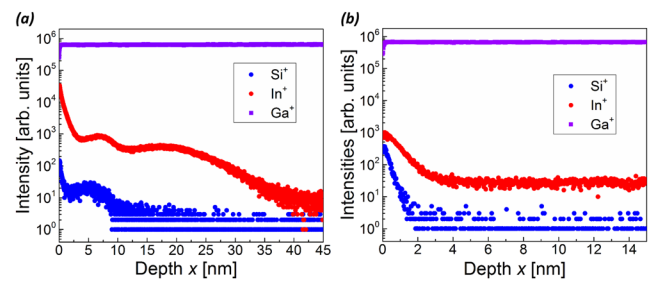 (a)
Intensity [arb. units]
10⁶
10⁵
10⁴
10³
10²
10¹
10⁰
Si⁺
In⁺
Ga⁺
0 5 10 15 20 25 30 35 40 45
Depth x [nm]
(b)
Intensities [arb. units]
10⁶
10⁵
10⁴
10³
10²
10¹
10⁰
Si⁺
In⁺
Ga⁺
0 2 4 6 8 10 12 14
Depth x [nm]